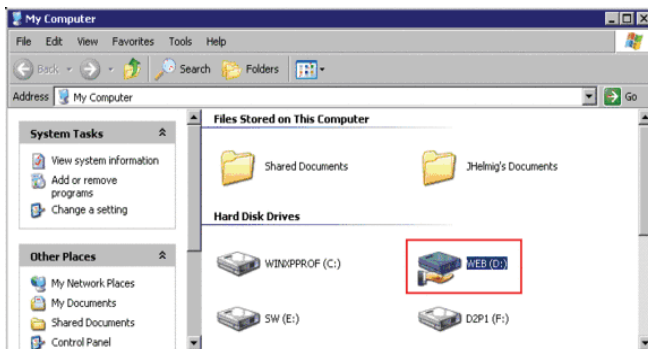 My Computer
File Edit View Favorites Tools Help
Back Search Folders
Address My Computer Go
System Tasks
View system information
Add or remove
programs
Change a setting
Other Places
My Network Places
My Documents
Shared Documents
Control Panel
Files Stored on This Computer
Shared Documents JHelmig's Documents
Hard Disk Drives
WINXPPROF (C:) WEB (D:)
SW (E:) D2P1 (F:)